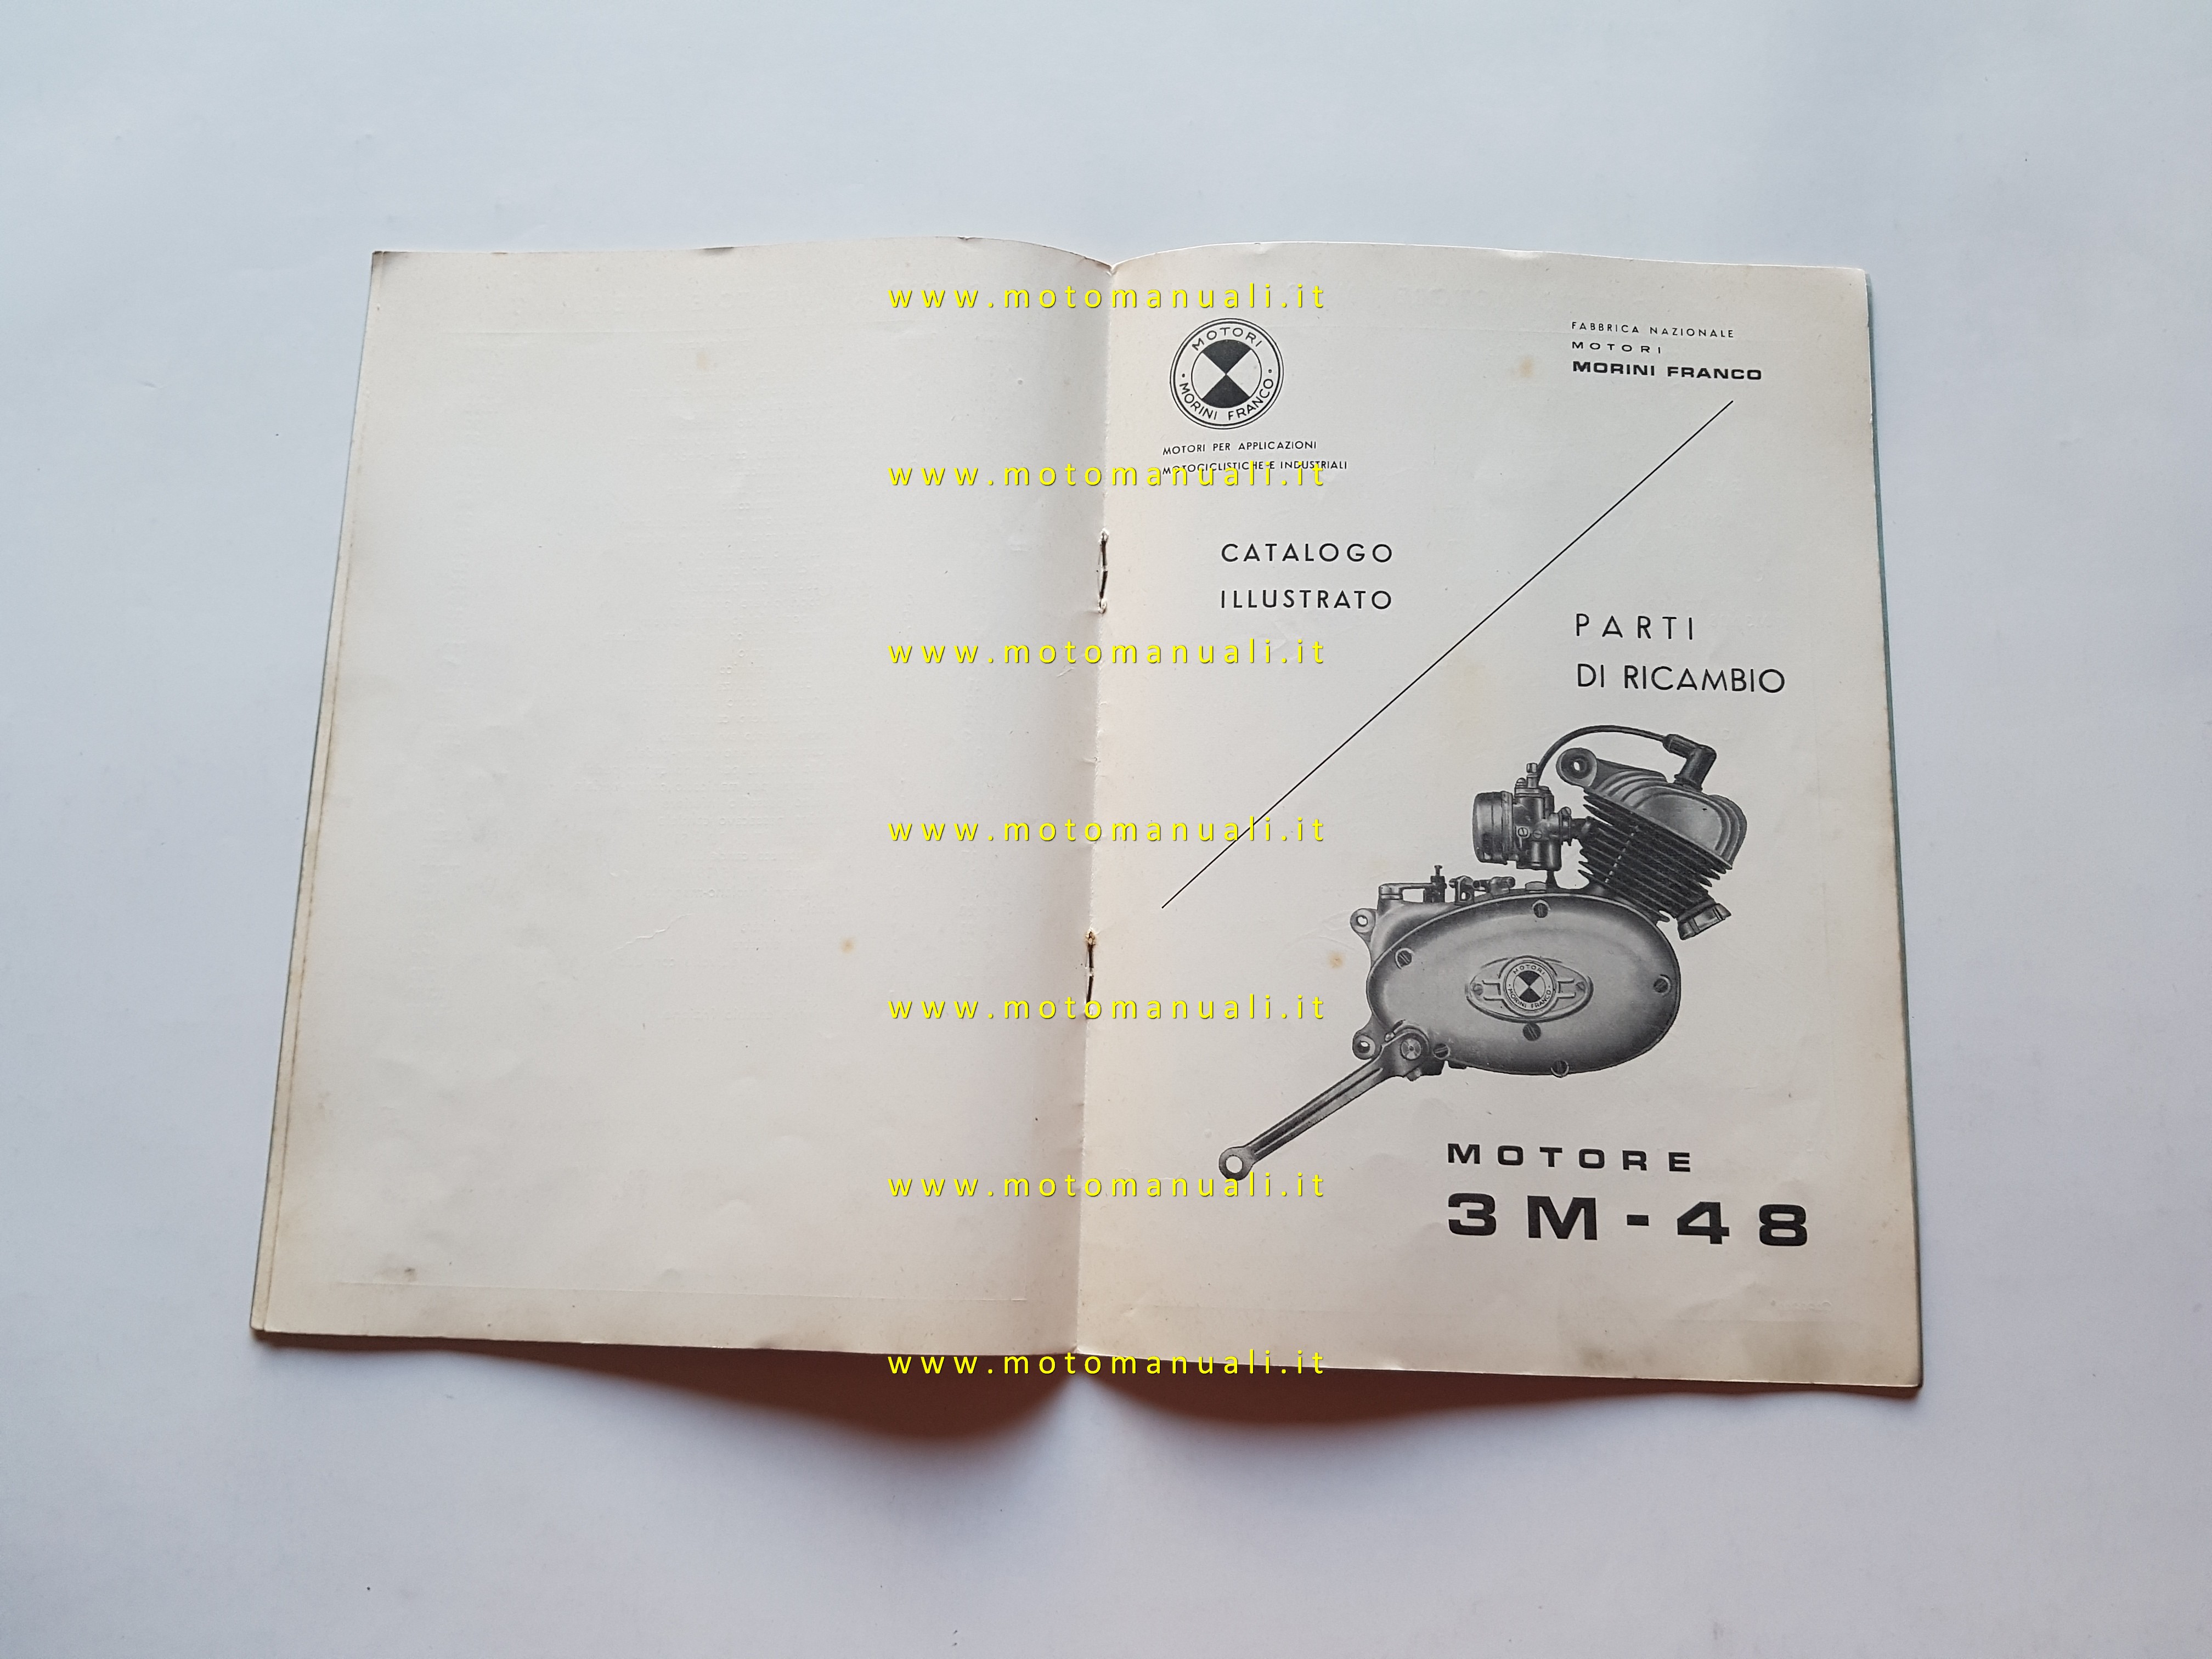 www.motomanuali.it
MOTORI
MORINI FRANCO
MOTORI PER APPLICAZIONI
MOTOCICLISTICHE E INDUSTRIALI
FABBRICA NAZIONALE
MOTORI
MORINI FRANCO
www.motomanuali.it
CATALOGO
ILLUSTRATO
PARTI
DI RICAMBIO
www.motomanuali.it
www.motomanuali.it
MOTORI
MORINI FRANCO
www.motomanuali.it
MOTORE
3M-48
www.motomanuali.it
www.motomanuali.it